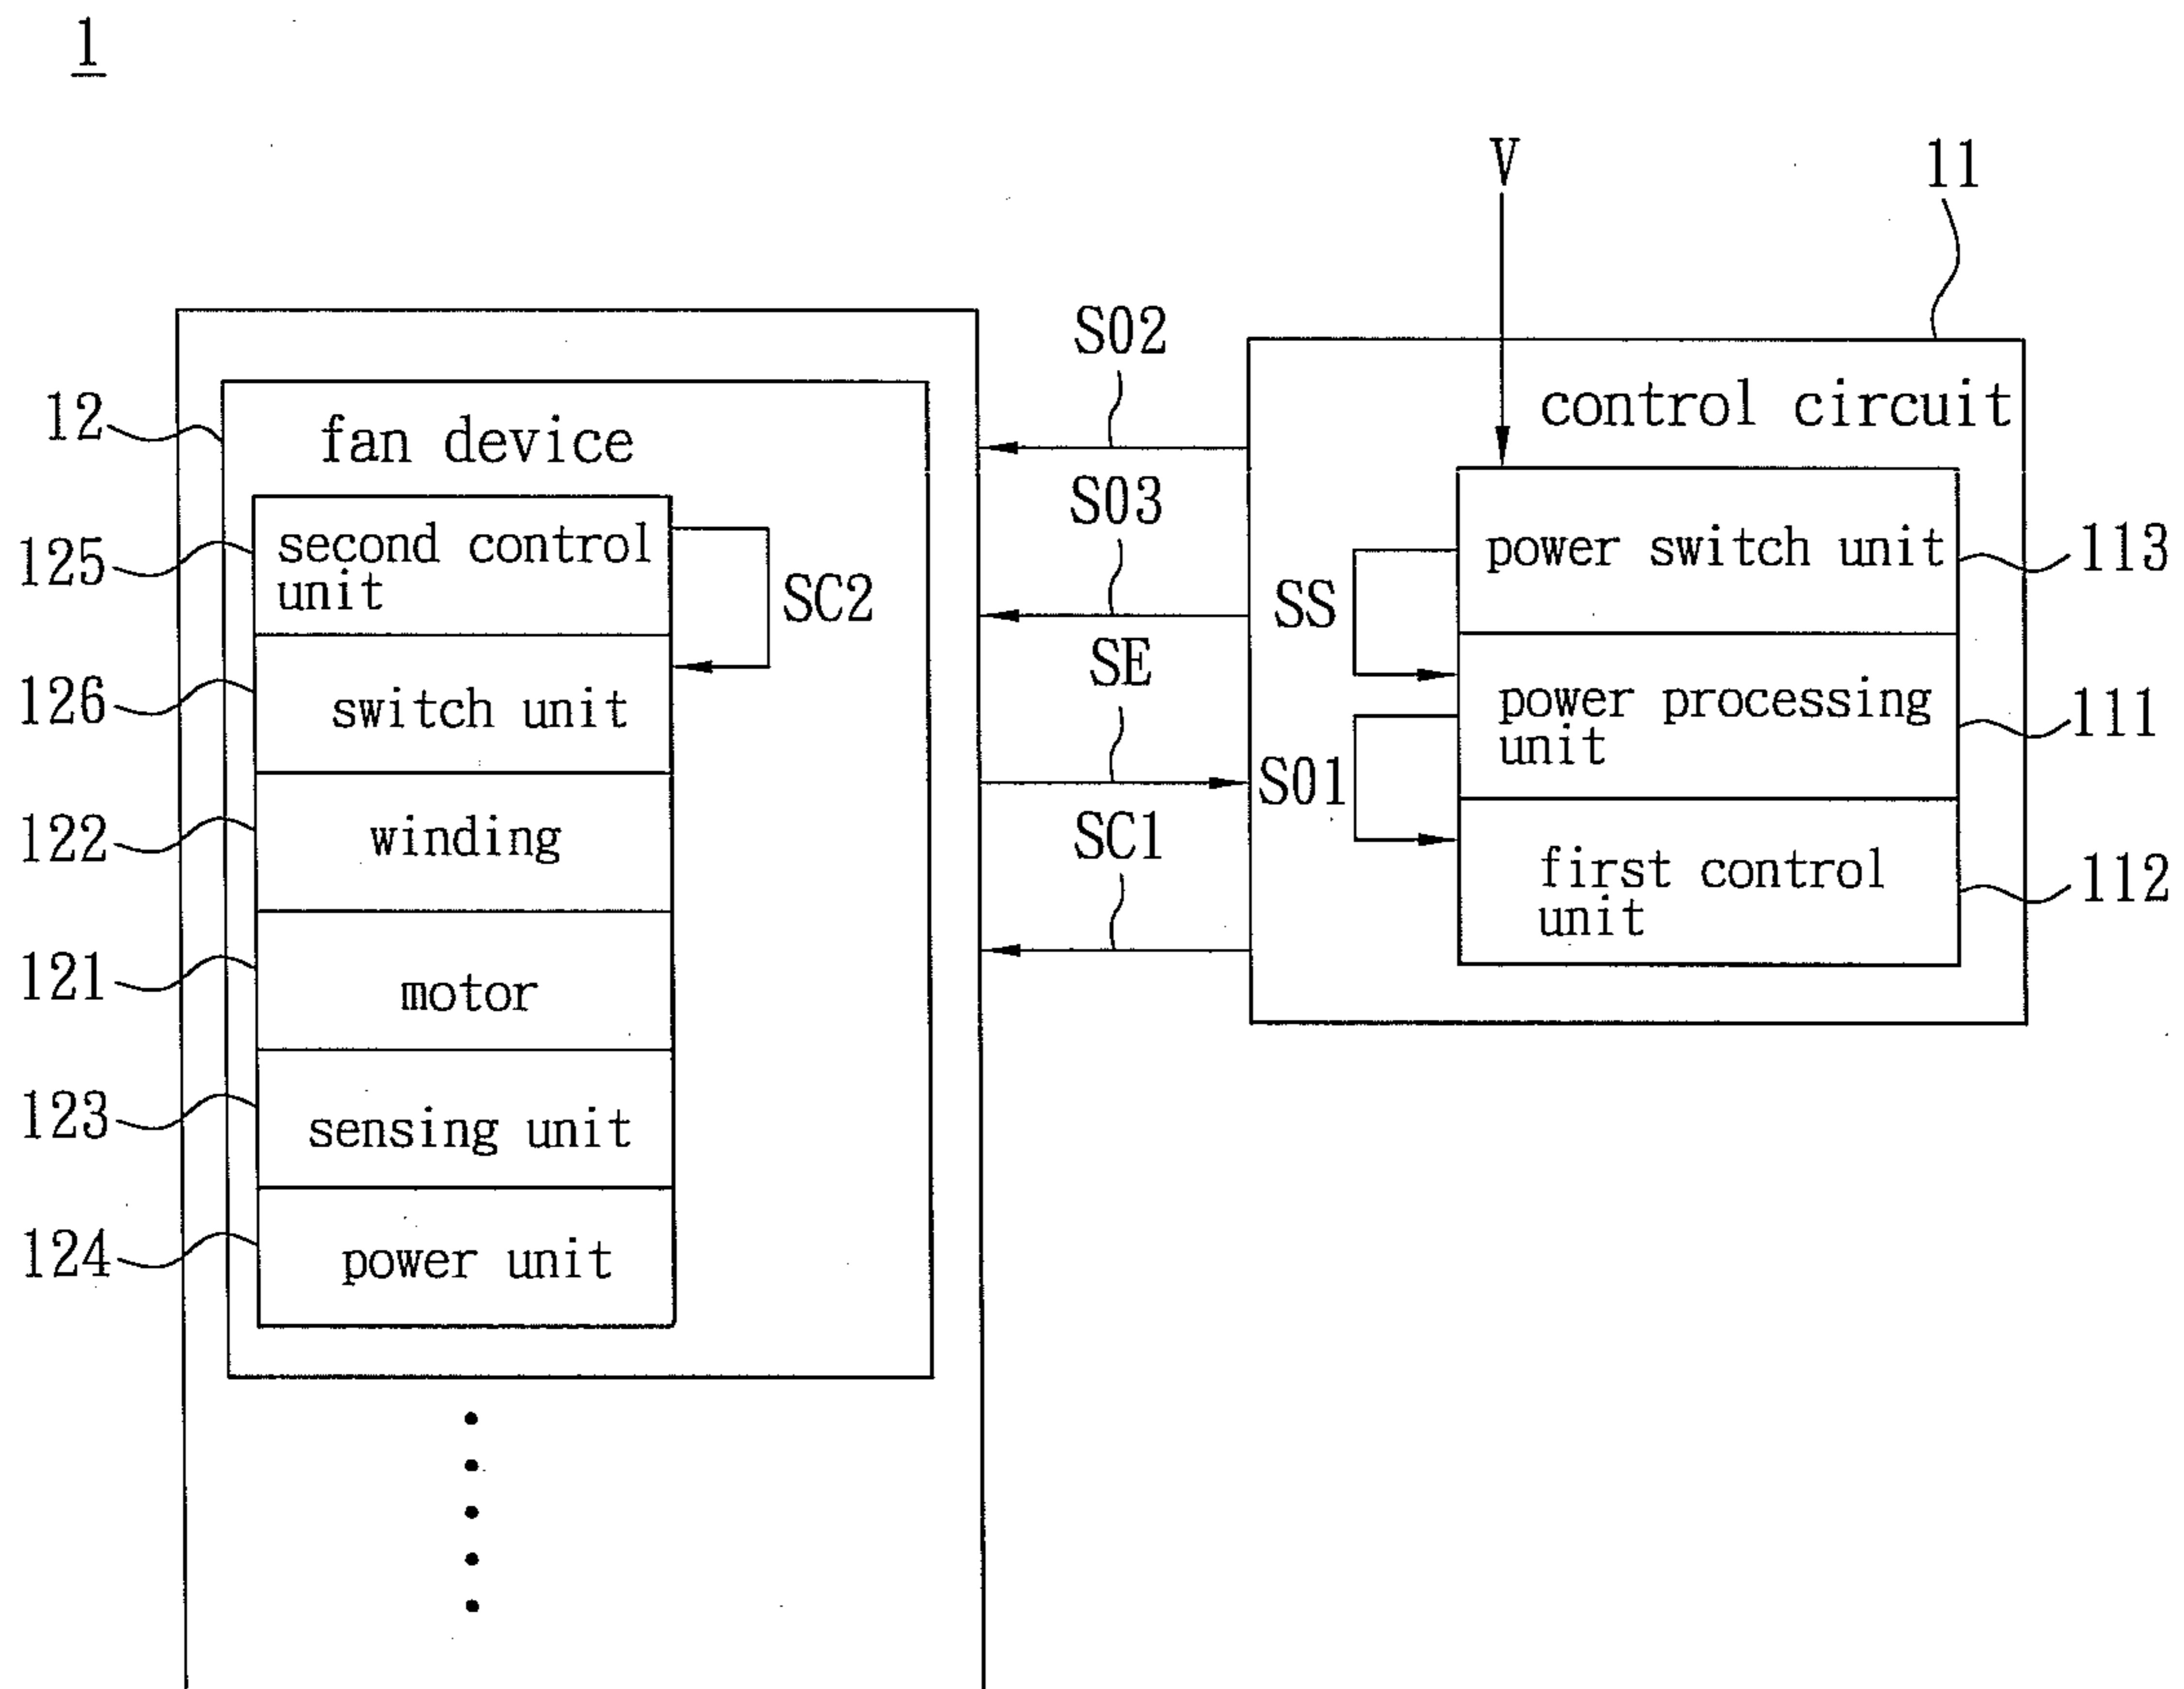 1
V
11
S02
control circuit
12
fan device
S03
125
second control
unit
SC2
SS
power switch unit
113
SE
126
switch unit
power processing
unit
111
S01
122
winding
SC1
first control
unit
112
121
motor
123
sensing unit
124
power unit